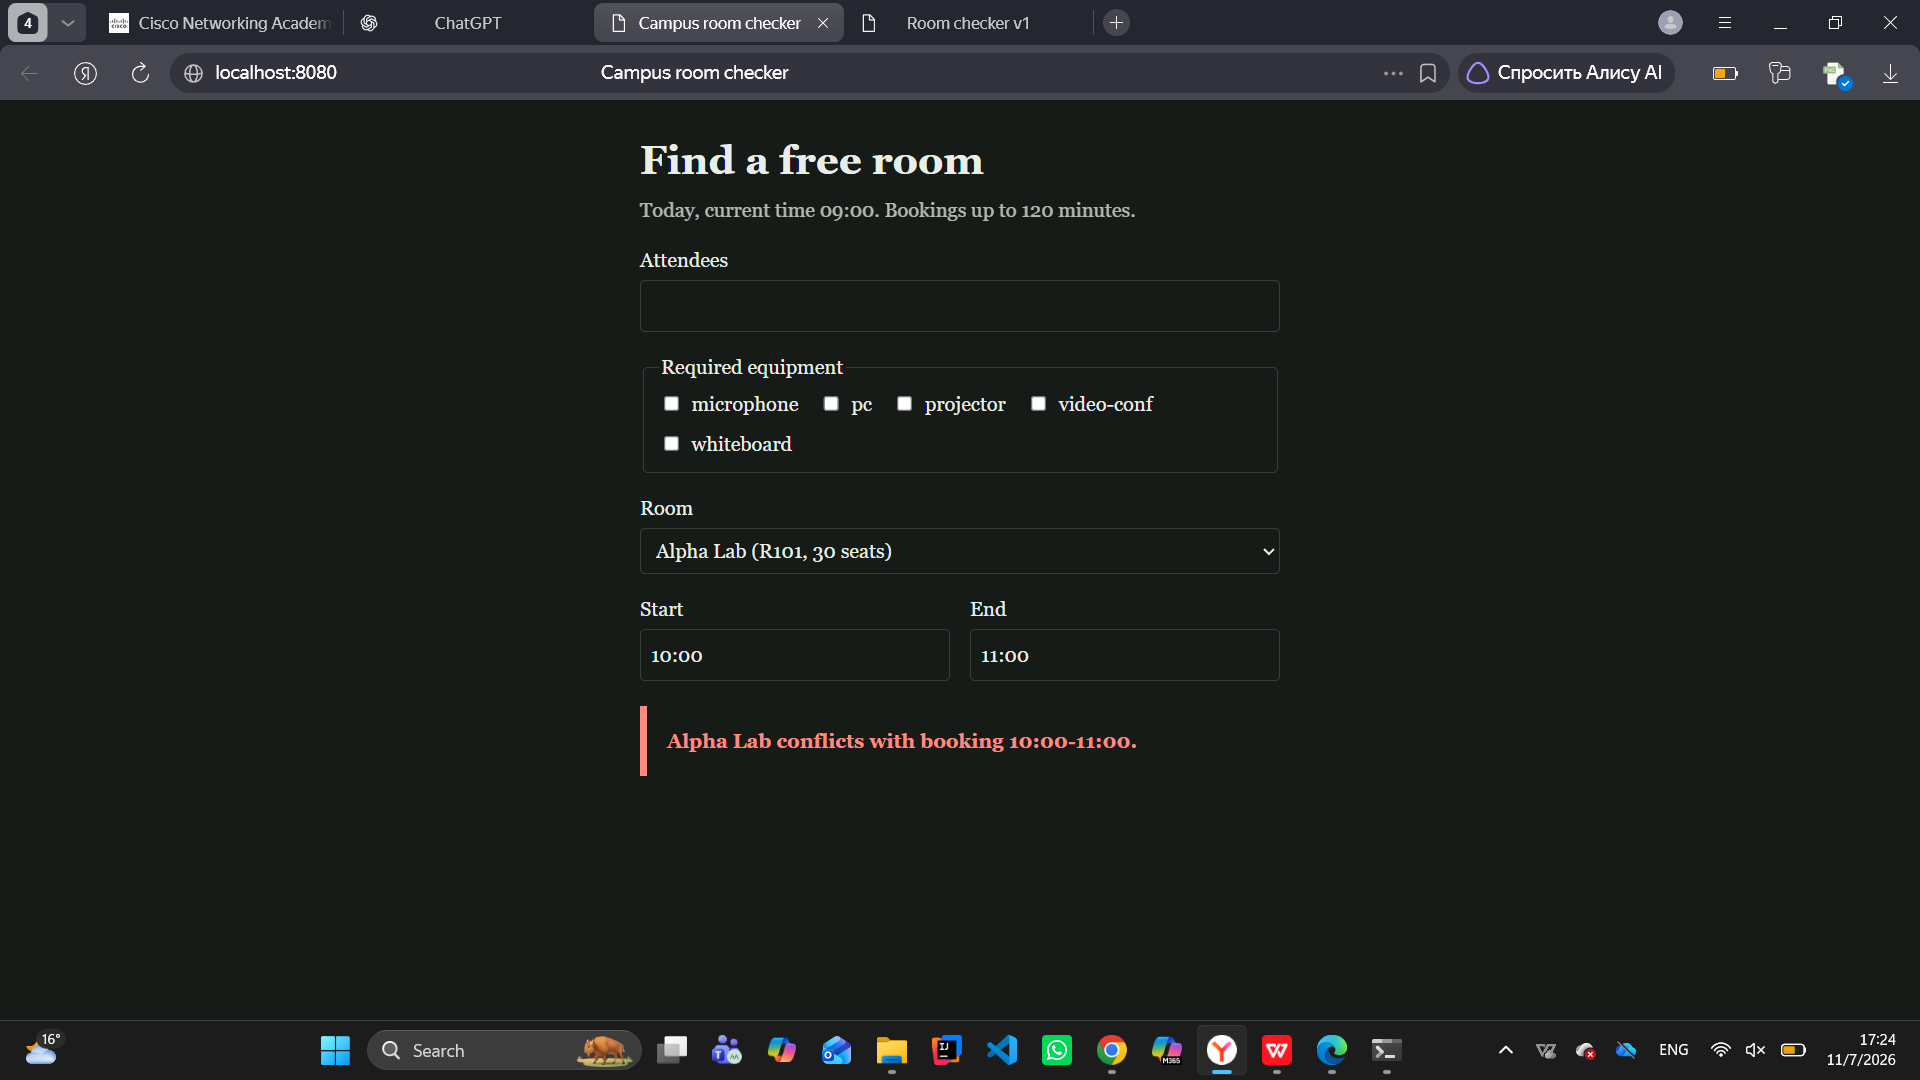 4
Cisco Networking Academ
ChatGPT
Campus room checker
Room checker v1
localhost:8080
Campus room checker
Спросить Алису AI
Find a free room
Today, current time 09:00. Bookings up to 120 minutes.
Attendees
Required equipment
microphone
pc
projector
video-conf
whiteboard
Room
Alpha Lab (R101, 30 seats)
Start
End
10:00
11:00
Alpha Lab conflicts with booking 10:00-11:00.
16°
Search
M365
ENG
17:24
11/7/2026